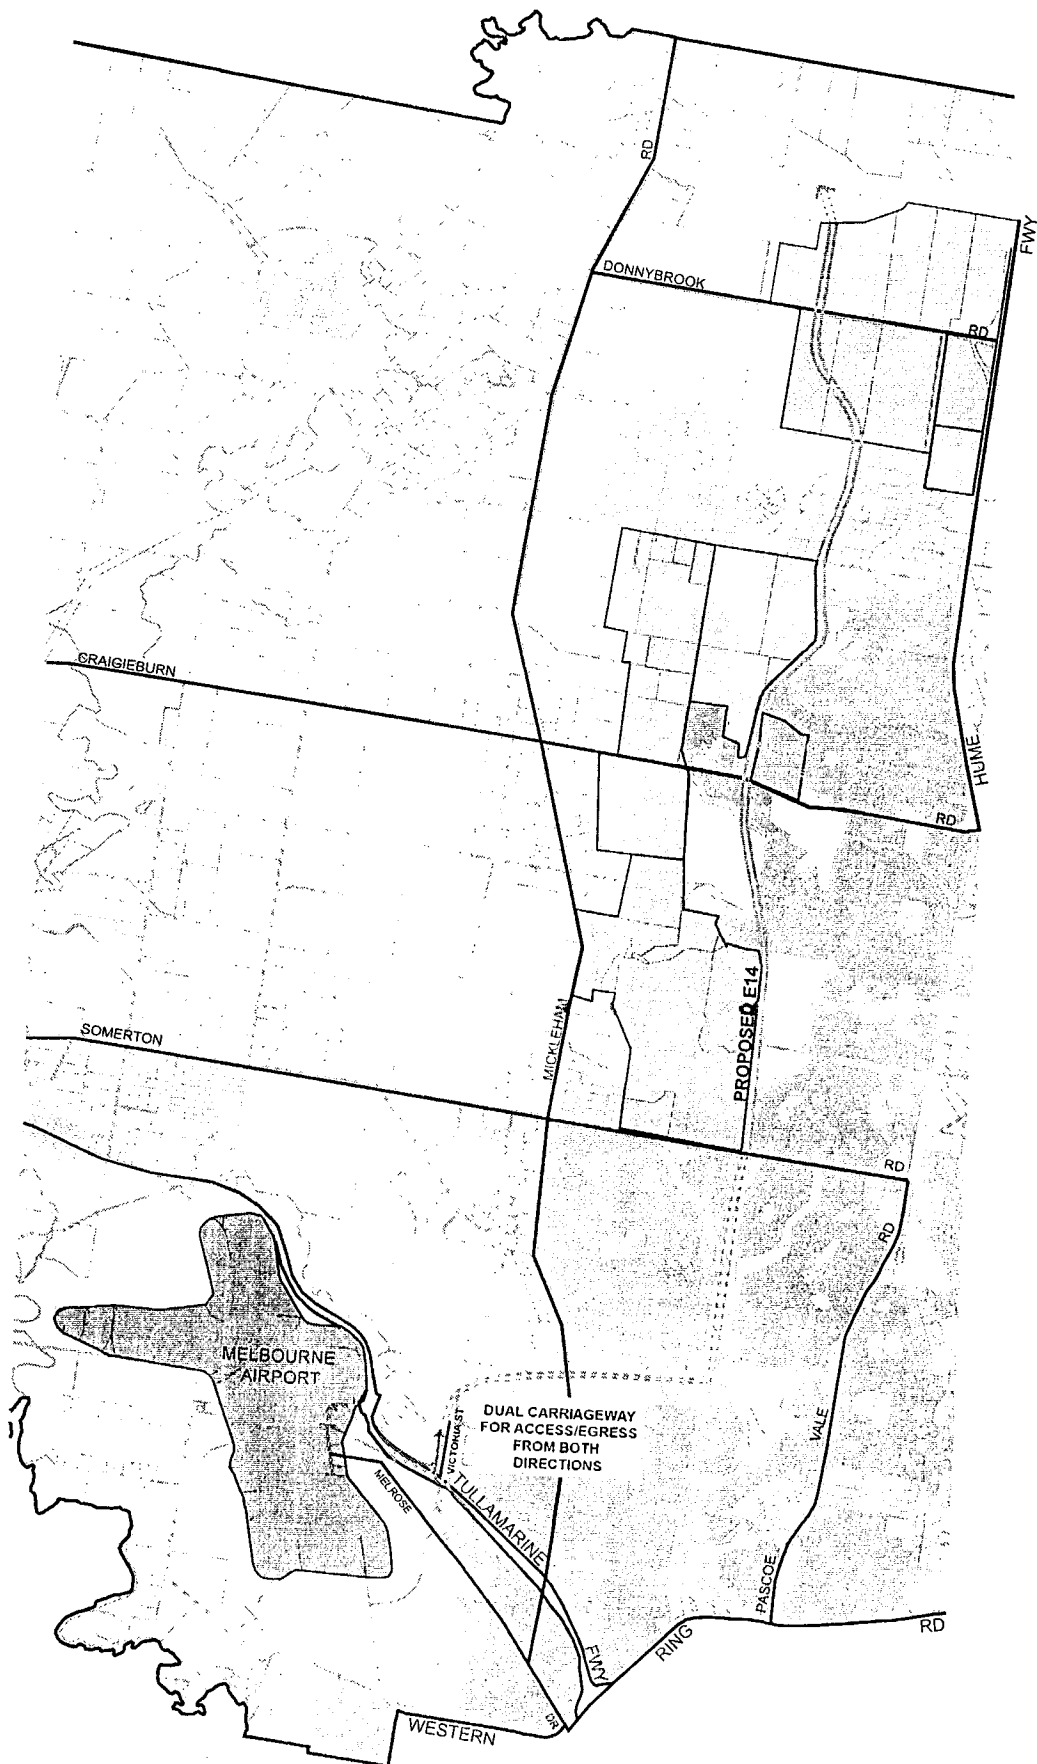 RD
FWY
DONNYBROOK
RD
CRAIGIEBURN
HUME
RD
PROPOSED E14
MICKLEHAM
SOMERTON
RD
RD
MELBOURNE
AIRPORT
VALE
DUAL CARRIAGEWAY
FOR ACCESS/EGRESS
FROM BOTH
DIRECTIONS
VICTORIA ST
MELROSE
TULLAMARINE
PASCOE
RING
RD
FWY
DR
WESTERN